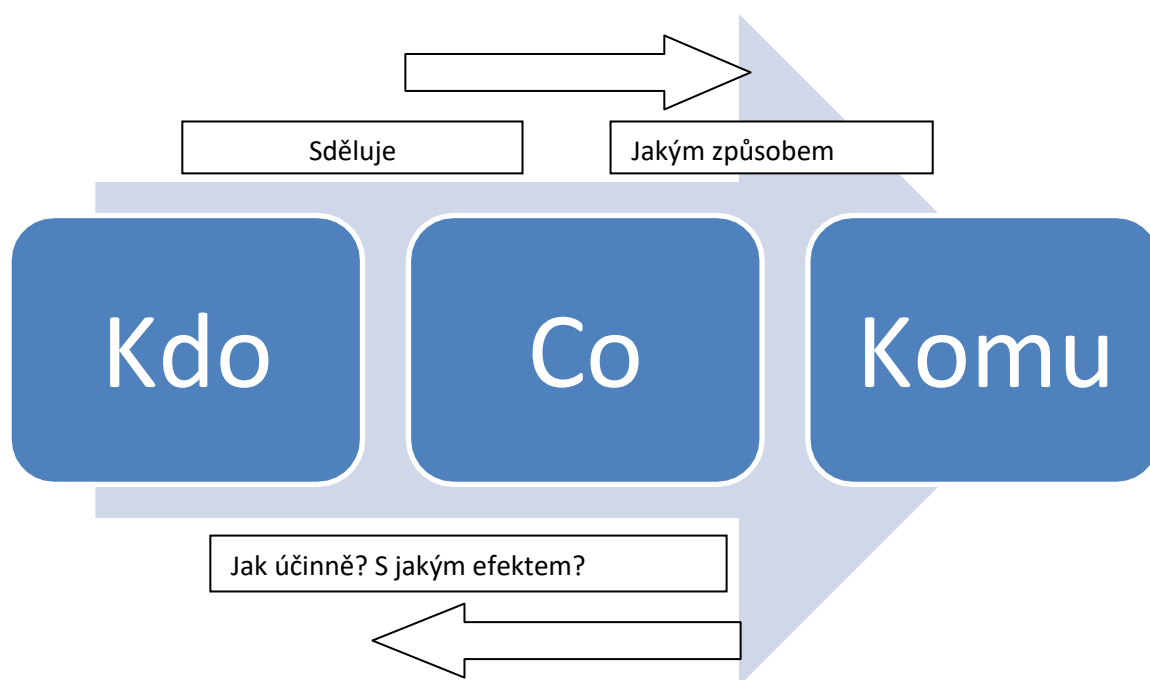 Sděluje
Jakým způsobem
Kdo
Co
Komu
Jak účinně? S jakým efektem?